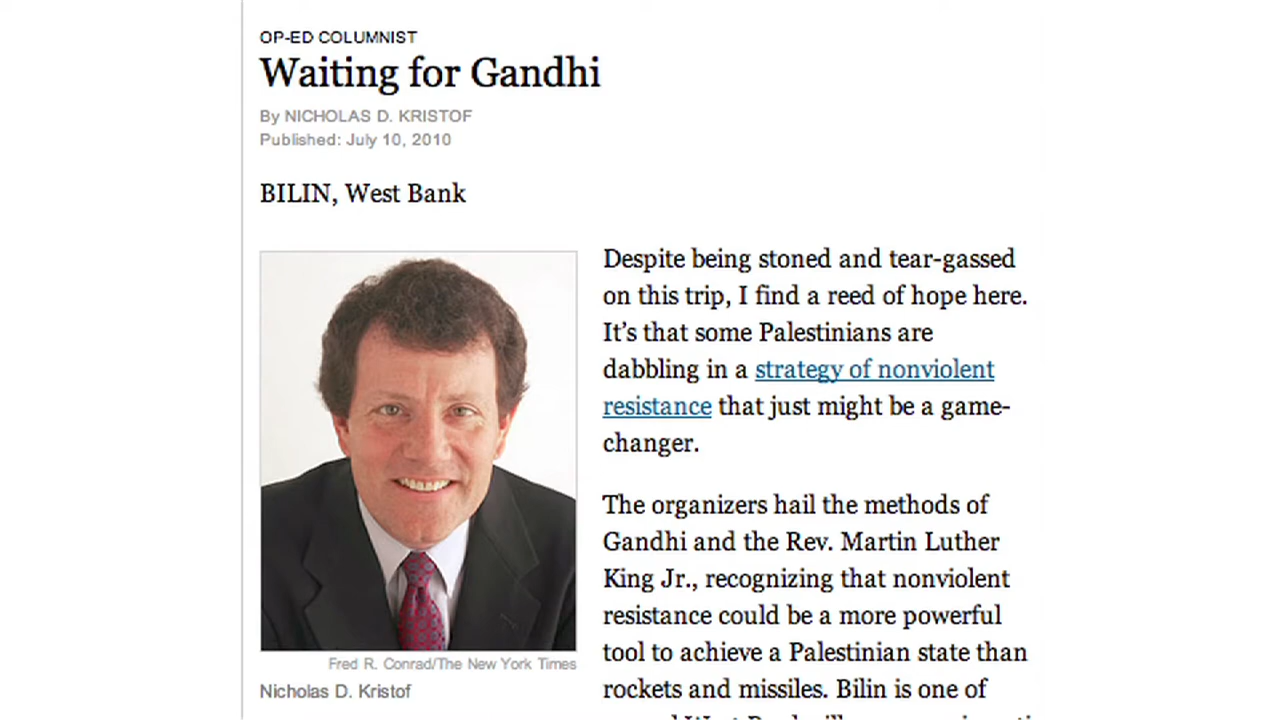 OP-ED COLUMNIST
Waiting for Gandhi
By NICHOLAS D. KRISTOF
Published: July 10, 2010
BILIN, West Bank
Despite being stoned and tear-gassed
on this trip, I find a reed of hope here.
It's that some Palestinians are
dabbling in a strategy of nonviolent
resistance that just might be a game-
changer.
The organizers hail the methods of
Gandhi and the Rev. Martin Luther
King Jr., recognizing that nonviolent
resistance could be a more powerful
tool to achieve a Palestinian state than
rockets and missiles. Bilin is one of
Fred R. Conrad/The New York Times
Nicholas D. Kristof